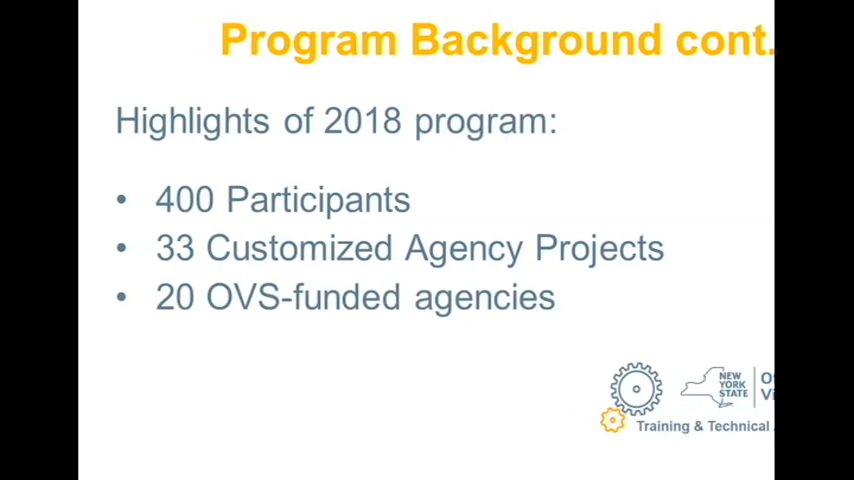 Program Background cont.
Highlights of 2018 program:
• 400 Participants
• 33 Customized Agency Projects
• 20 OVS-funded agencies
NEW
YORK
STATE
Training & Technical